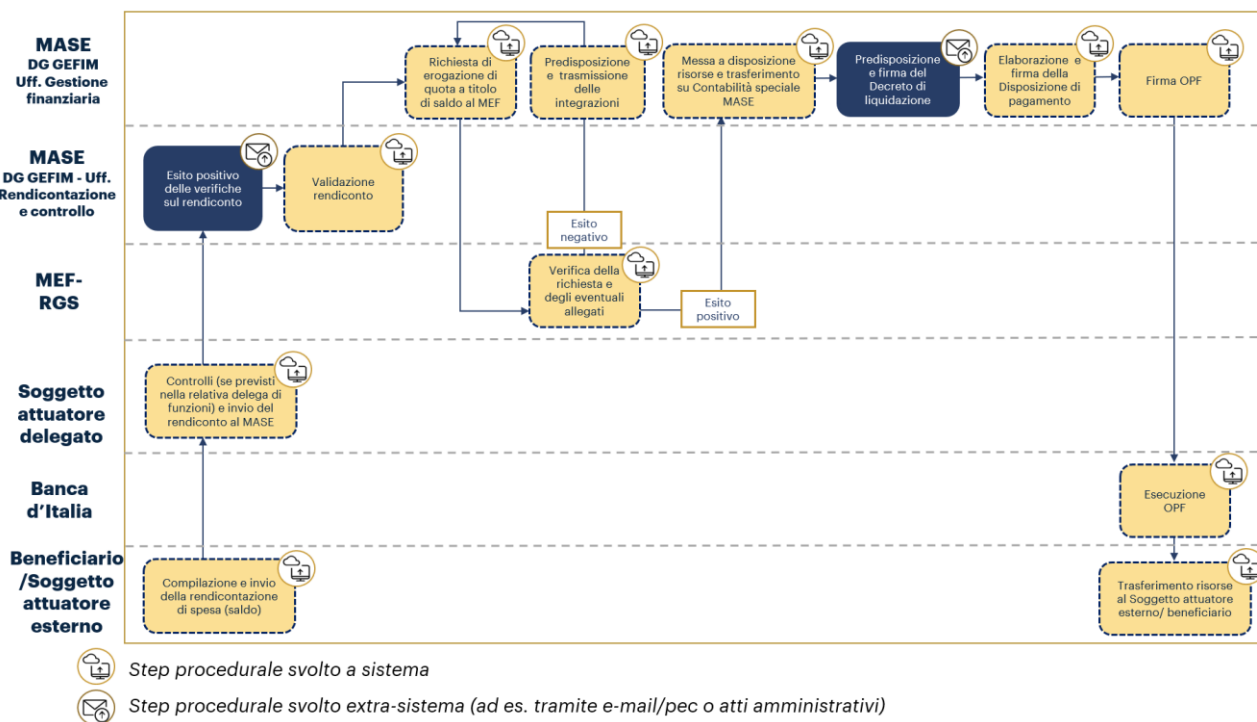 MASE
DG GEFIM
Uff. Gestione
finanziaria
Richiesta di
erogazione di
quota a titolo
di saldo al MEF
Predisposizione
e trasmissione
delle
integrazioni
Messa a disposizione
risorse e trasferimento
su Contabilità speciale
MASE
Predisposizione
e firma del
Decreto di
liquidazione
Elaborazione e
firma della
Disposizione di
pagamento
Firma OPF
MASE
DG GEFIM - Uff.
Rendicontazione
e controllo
Esito positivo
delle verifiche
sul rendiconto
Validazione
rendiconto
Esito
negativo
MEF-
RGS
Verifica della
richiesta e
degli eventuali
allegati
Esito
positivo
Soggetto
attuatore
delegato
Controlli (se previsti
nella relativa delega di
funzioni) e invio del
rendiconto al MASE
Banca
d'Italia
Esecuzione
OPF
Beneficiario
/Soggetto
attuatore
esterno
Compilazione e invio
della rendicontazione
di spesa (saldo)
Trasferimento risorse
al Soggetto attuatore
esterno/ beneficiario
Step procedurale svolto a sistema
Step procedurale svolto extra-sistema (ad es. tramite e-mail/pec o atti amministrativi)